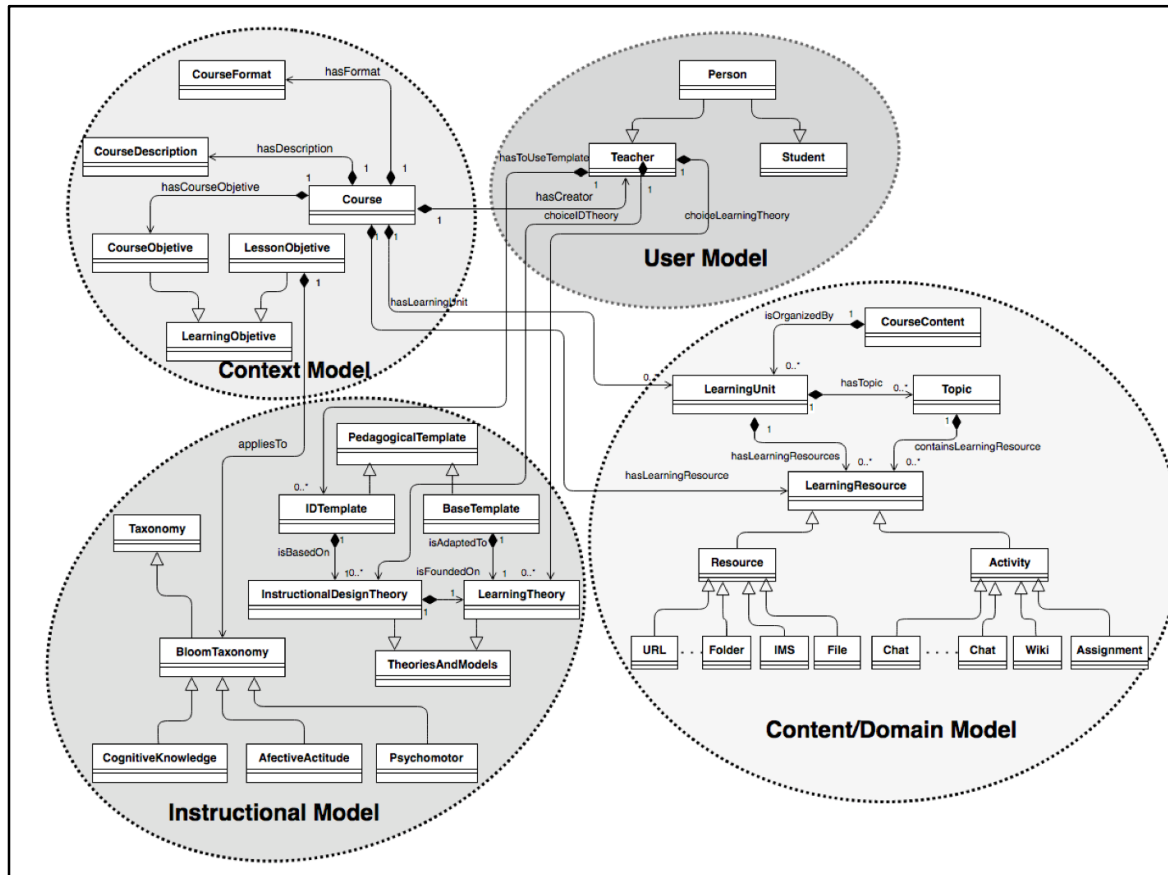 CourseFormat
hasFormat
Person
CourseDescription
hasDescription
1
1
hasToUseTemplate
Teacher
Student
1
1
1
hasCourseObjetive
1
Course
1
hasCreator
choiceIDTheory
choiceLearningTheory
1
1
CourseObjetive
LessonObjetive
1
User Model
hasLearningUnit
LearningObjetive
Context Model
isOrganizedBy
1
CourseContent
0..*
0..*
LearningUnit
1
hasTopic
0..*
Topic
1
1
containsLearningResource
hasLearningResources
0..*
0..*
hasLearningResource
LearningResource
appliesTo
PedagogicalTemplate
0..*
IDTemplate
BaseTemplate
Taxonomy
1
isBasedOn
isAdaptedTo
1
10..*
isFoundedOn
1
0..*
InstructionalDesignTheory
1
1
LearningTheory
Resource
Activity
BloomTaxonomy
TheoriesAndModels
URL
. . .
Folder
IMS
File
Chat
. . . .
Chat
Wiki
Assignment
CognitiveKnowledge
AfectiveActitude
Psychomotor
Content/Domain Model
Instructional Model